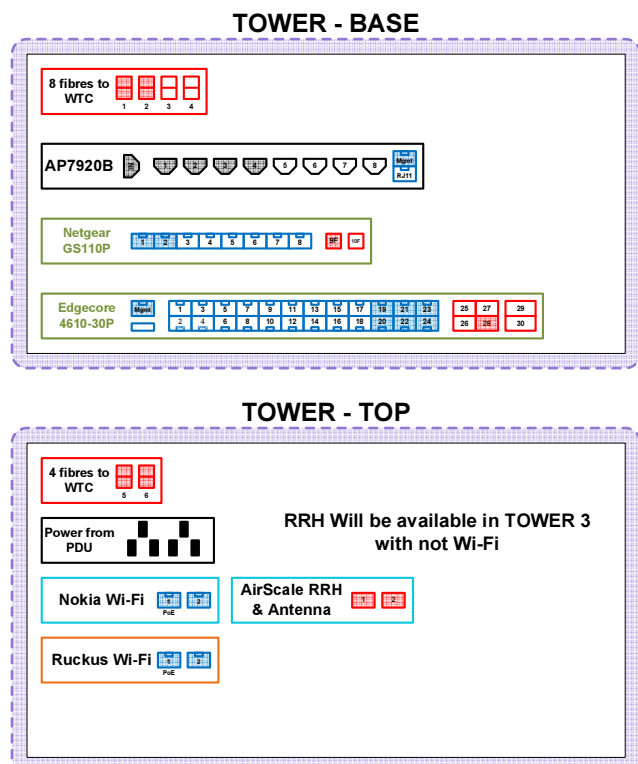 TOWER - BASE
8 fibres to
WTC
1 2 3 4
AP7920B IN 1 2 3 4 5 6 7 8 Mgmt
RJ11
Netgear
GS110P
1 2 3 4 5 6 7 8 9F 10F
Edgecore
4610-30P
Mgmt 1 3 5 7 9 11 13 15 17 19 21 23 25 27 29
2 4 6 8 10 12 14 16 18 20 22 24 26 28 30
TOWER - TOP
4 fibres to
WTC
5 6
Power from
PDU
RRH Will be available in TOWER 3
with not Wi-Fi
Nokia Wi-Fi 1 2
PoE
AirScale RRH
& Antenna
1 2
Ruckus Wi-Fi 1 2
PoE